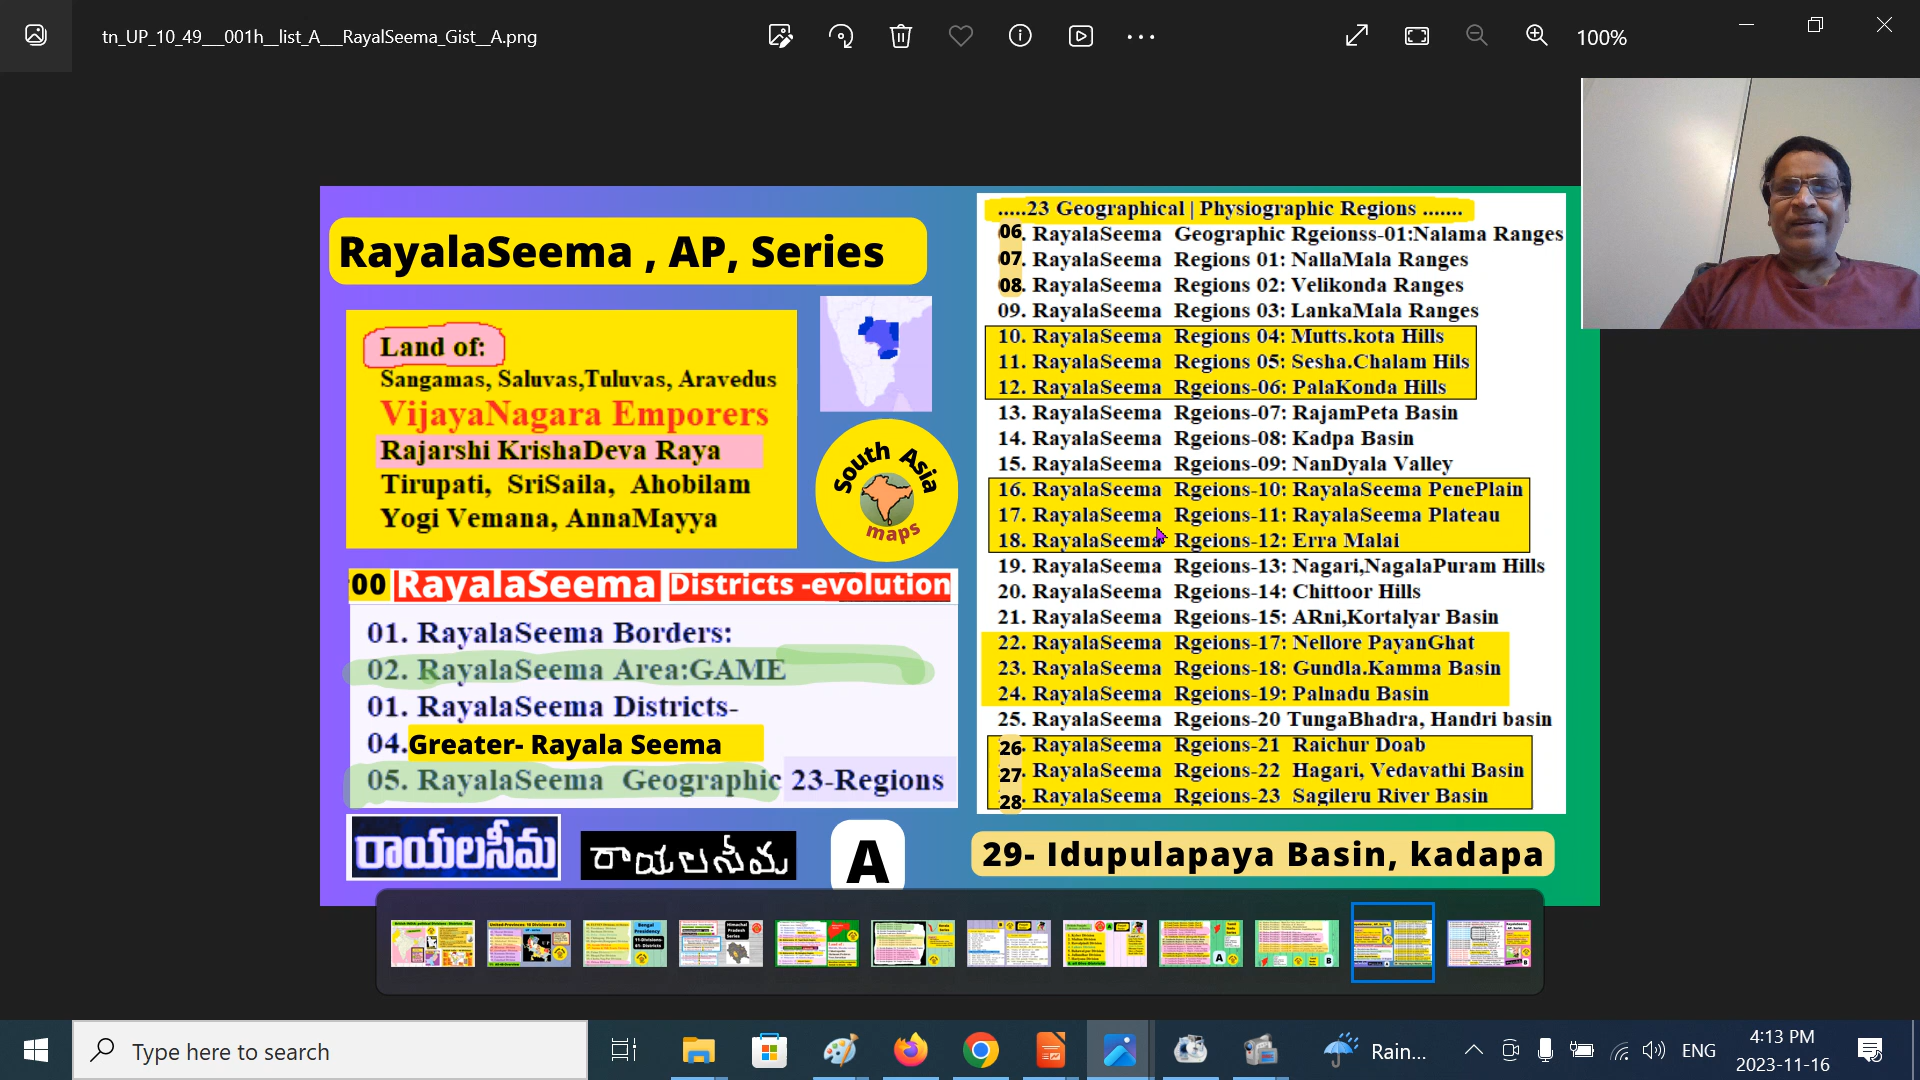 tn_UP_10_49___001h__list_A___RayalSeema_Gist__A.png
100%
RayalaSeema , AP, Series
Land of:
Sangamas, Saluvas,Tuluvas, Aravedus
VijayaNagara Emporers
Rajarshi KrishaDeva Raya
Tirupati, SriSaila, Ahobilam
Yogi Vemana, AnnaMayya
South Asia
maps
00 RayalaSeema Districts -evolution
01. RayalaSeema Borders:
02. RayalaSeema Area:GAME
01. RayalaSeema Districts-
04.Greater- Rayala Seema
05. RayalaSeema Geographic 23-Regions
రాయలసీమ
రాయలసీమ
A
.....23 Geographical | Physiographic Regions .......
06. RayalaSeema Geographic Rgeionss-01:Nalama Ranges
07. RayalaSeema Regions 01: NallaMala Ranges
08. RayalaSeema Regions 02: Velikonda Ranges
09. RayalaSeema Regions 03: LankaMala Ranges
10. RayalaSeema Regions 04: Mutts.kota Hills
11. RayalaSeema Regions 05: Sesha.Chalam Hils
12. RayalaSeema Rgeions-06: PalaKonda Hills
13. RayalaSeema Rgeions-07: RajamPeta Basin
14. RayalaSeema Rgeions-08: Kadpa Basin
15. RayalaSeema Rgeions-09: NanDyala Valley
16. RayalaSeema Rgeions-10: RayalaSeema PenePlain
17. RayalaSeema Rgeions-11: RayalaSeema Plateau
18. RayalaSeema Rgeions-12: Erra Malai
19. RayalaSeema Rgeions-13: Nagari,NagalaPuram Hills
20. RayalaSeema Rgeions-14: Chittoor Hills
21. RayalaSeema Rgeions-15: ARni,Kortalyar Basin
22. RayalaSeema Rgeions-17: Nellore PayanGhat
23. RayalaSeema Rgeions-18: Gundla.Kamma Basin
24. RayalaSeema Rgeions-19: Palnadu Basin
25. RayalaSeema Rgeions-20 TungaBhadra, Handri basin
26. RayalaSeema Rgeions-21 Raichur Doab
27. RayalaSeema Rgeions-22 Hagari, Vedavathi Basin
28. RayalaSeema Rgeions-23 Sagileru River Basin
29- Idupulapaya Basin, kadapa
Type here to search
Rain...
ENG
4:13 PM
2023-11-16